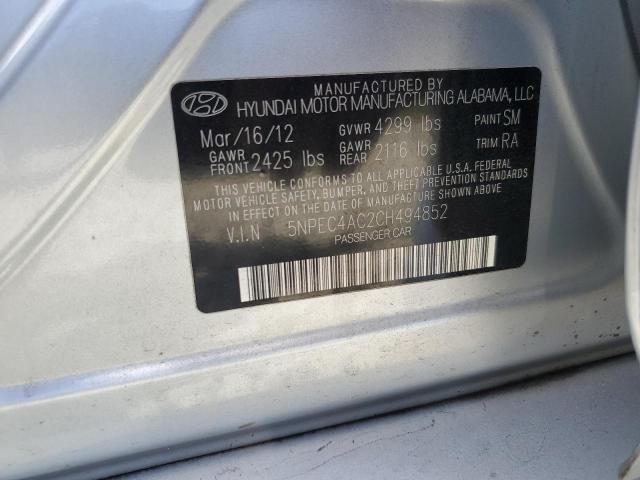 MANUFACTURED BY
HYUNDAI MOTOR MANUFACTURING ALABAMA, LLC
Mar/16/12 GVWR 4299 lbs PAINT SM
GAWR FRONT 2425 lbs GAWR REAR 2116 lbs TRIM RA
THIS VEHICLE CONFORMS TO ALL APPLICABLE U.S.A. FEDERAL
MOTOR VEHICLE SAFETY, BUMPER, AND THEFT PREVENTION STANDARDS IN
EFFECT ON THE DATE OF MANUFACTURE SHOWN ABOVE.
V.I.N 5NPEC4AC2CH494852
PASSENGER CAR